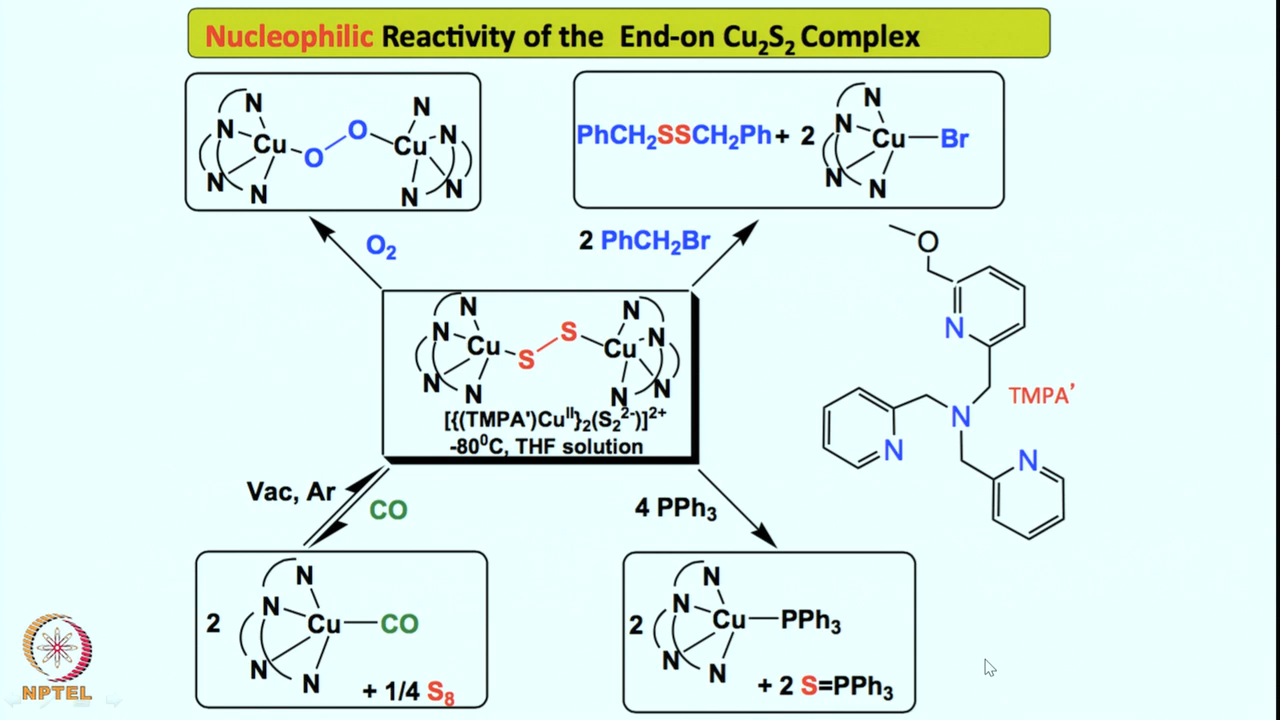 Nucleophilic Reactivity of the End-on Cu₂S₂ Complex
N N N N Cu O O Cu N N N N
PhCH₂SSCH₂Ph + 2 N N N N Cu Br
O₂
2 PhCH₂Br
O
N
N
N
N
TMPA'
N N N N Cu S S Cu N N N N
[{(TMPA')Cuᴵᴵ}₂(S₂²⁻)]²⁺
-80⁰C, THF solution
Vac, Ar
CO
4 PPh₃
2 N N N N Cu CO
+ 1/4 S₈
2 N N N N Cu PPh₃
+ 2 S=PPh₃
NPTEL